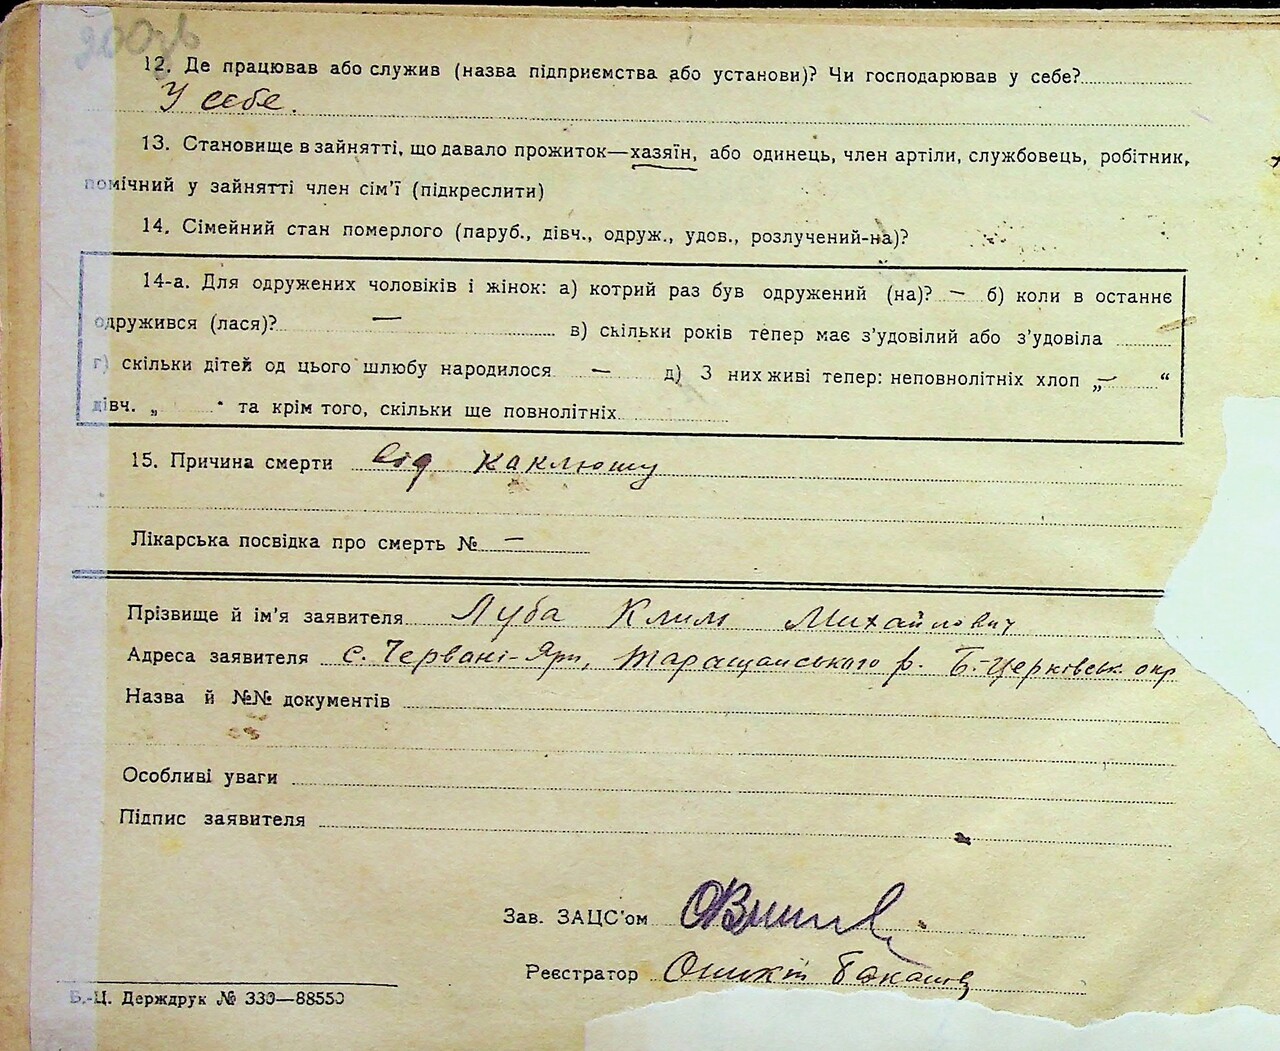 12. Де працював або служив (назва підприємства або установи)? Чи господарював у себе?
У себе.
13. Становище в зайнятті, що давало прожиток—хазяїн, або одинець, член артіли, службовець, робітник,
помічний у зайнятті член сім'ї (підкреслити)
14. Сімейний стан померлого (паруб., дівч., одруж., удов., розлучений-на)?
14-а. Для одружених чоловіків і жінок: а) котрий раз був одружений (на)? — б) коли в останнє
одружився (лася)? — в) скільки років тепер має з'удовілий або з'удовіла
г) скільки дітей од цього шлюбу народилося — д) З них живі тепер: неповнолітніх хлоп „—“
дівч. „ “ та крім того, скільки ще повнолітніх
15. Причина смерти від каклюшу
Лікарська посвідка про смерть № —
Прізвище й ім'я заявителя Луба Клим Михайлович
Адреса заявителя с. Червані-Яри, Таращанського р. Б.-Церківськ. окр
Назва й №№ документів
Особливі уваги
Підпис заявителя
Зав. ЗАЦС'ом
Реєстратор
Б.-Ц. Держдрук № 330—88550